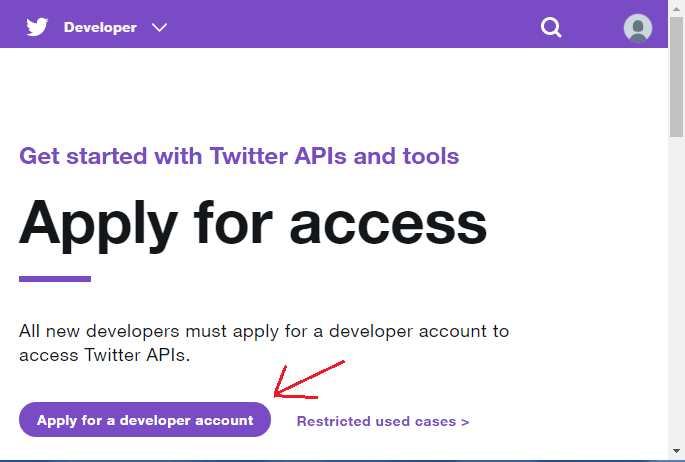 Developer
Get started with Twitter APIs and tools
Apply for access
All new developers must apply for a developer account to
access Twitter APIs.
Apply for a developer account
Restricted used cases >